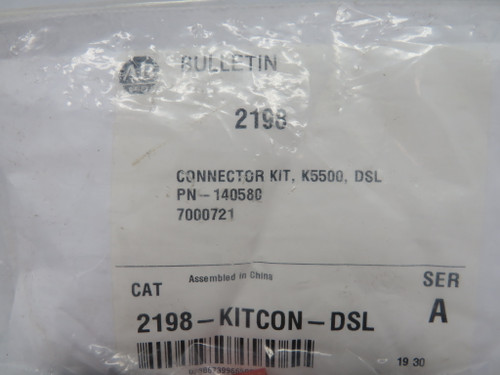 AB
BULLETIN
2198
CONNECTOR KIT, K5500, DSL
PN-140580
7000721
Assembled in China
CAT
SER
2198-KITCON-DSL
A
19 30